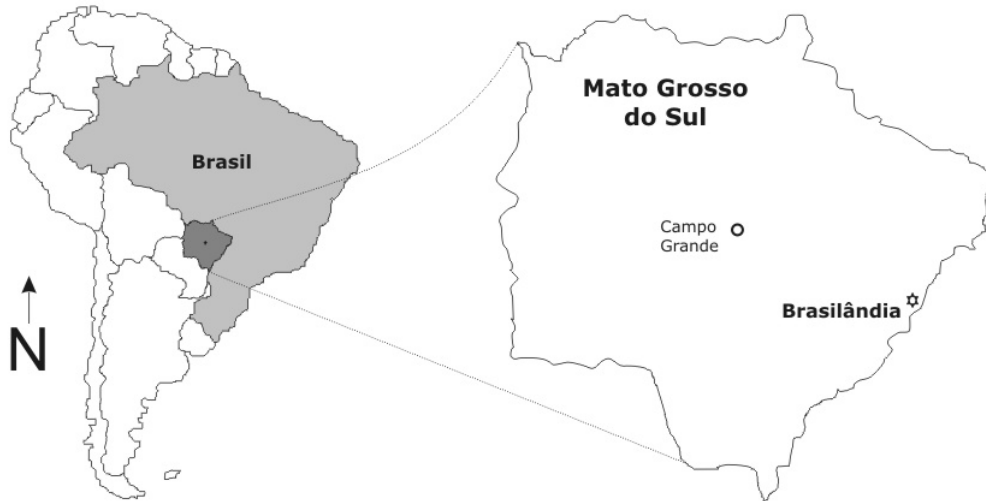 Brasil
N
Mato Grosso
do Sul
Campo
Grande
Brasilândia